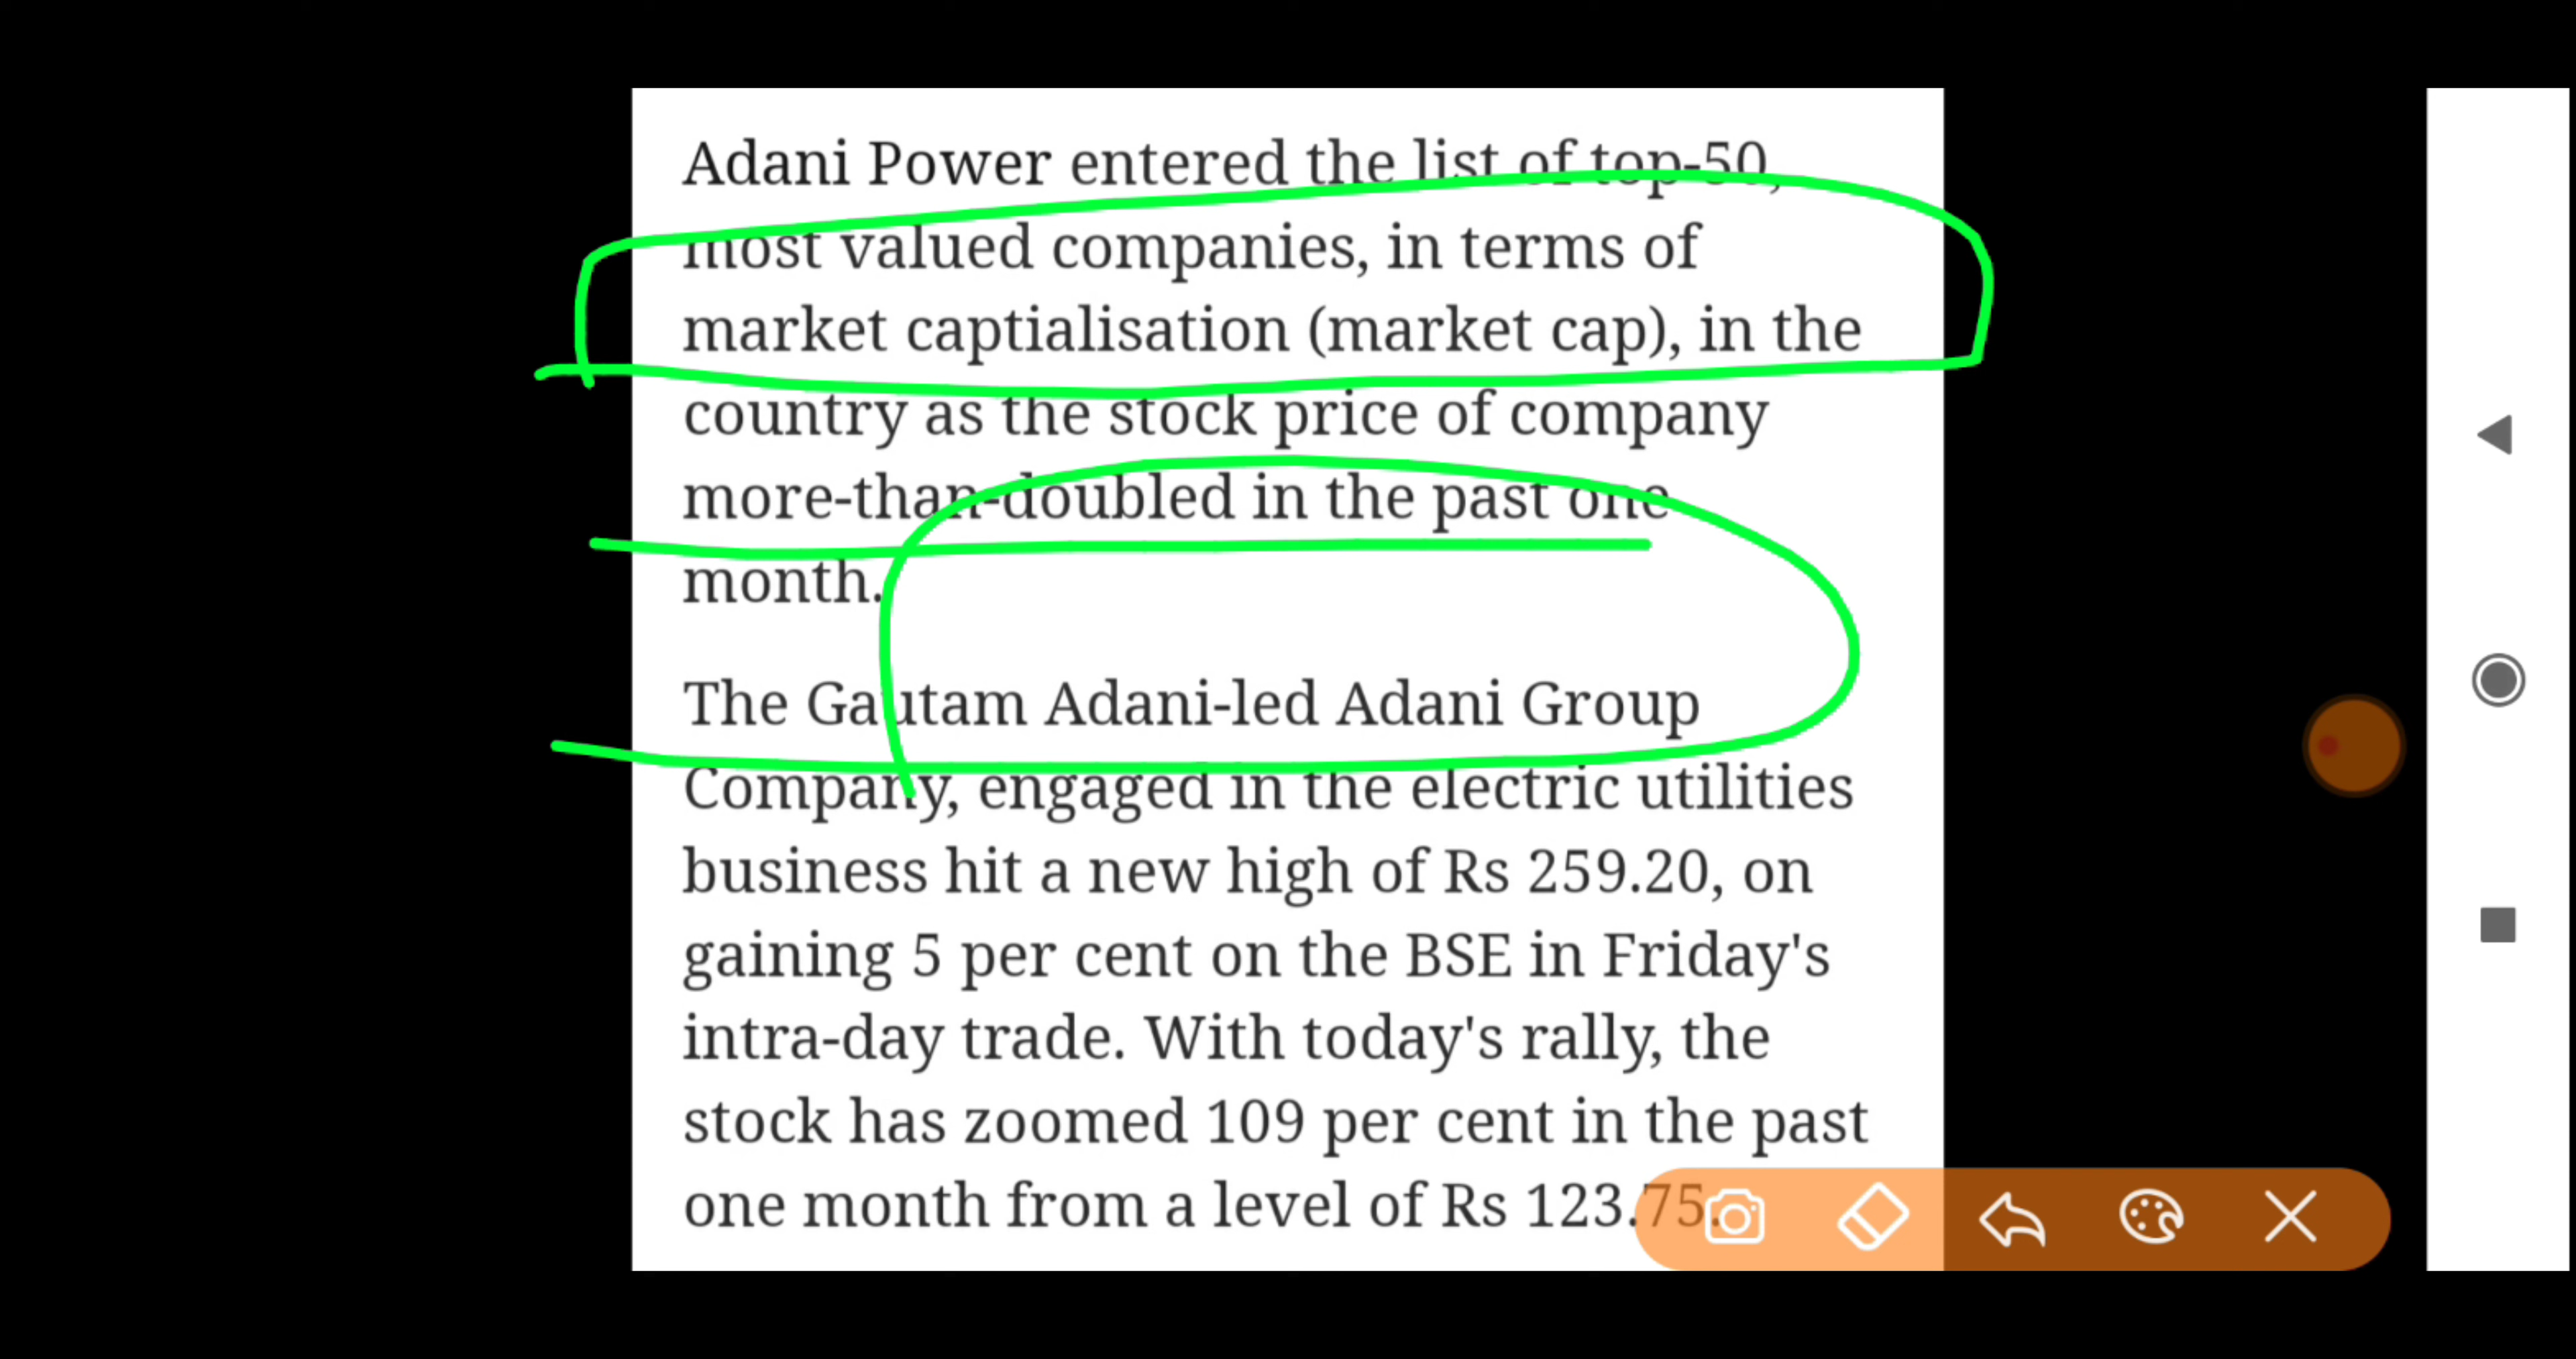 Adani Power entered the list of top-50,
most valued companies, in terms of
market captialisation (market cap), in the
country as the stock price of company
more-than-doubled in the past one
month.
The Gautam Adani-led Adani Group
Company, engaged in the electric utilities
business hit a new high of Rs 259.20, on
gaining 5 per cent on the BSE in Friday's
intra-day trade. With today's rally, the
stock has zoomed 109 per cent in the past
one month from a level of Rs 123.75.